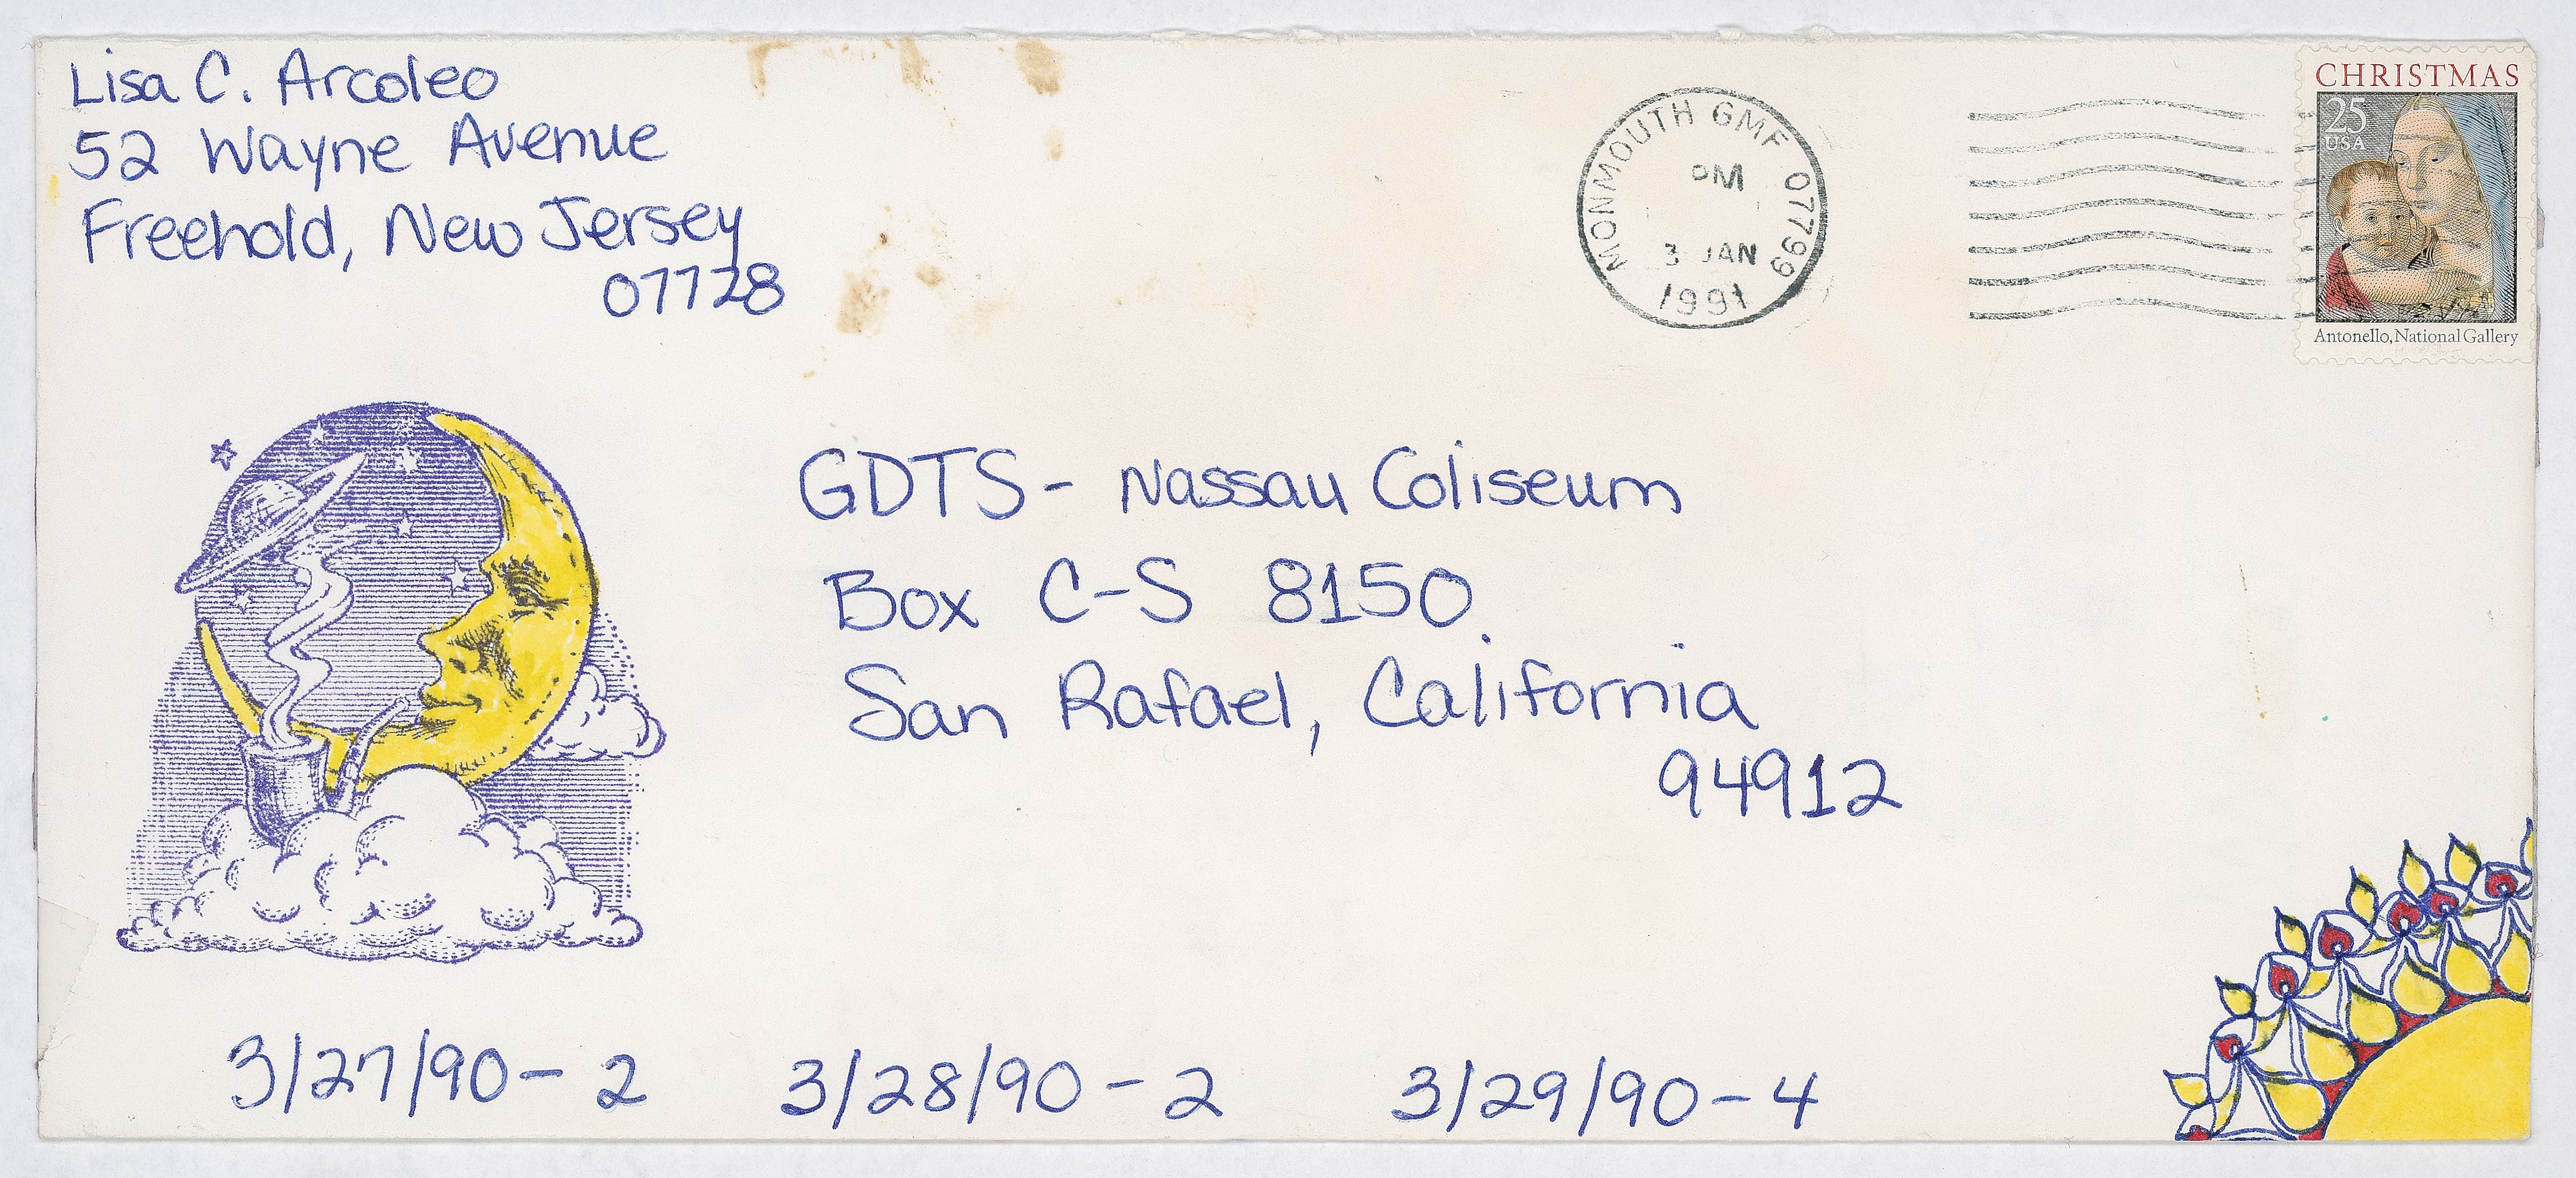 Lisa C. Arcoleo
52 Wayne Avenue
Freehold, New Jersey
07728
MONMOUTH GMF 07799
PM
3 JAN
1991
CHRISTMAS
25
USA
Antonello, National Gallery
GDTS - Nassau Coliseum
Box C-S 8150
San Rafael, California
94912
3/27/90 - 2 3/28/90 - 2 3/29/90 - 4